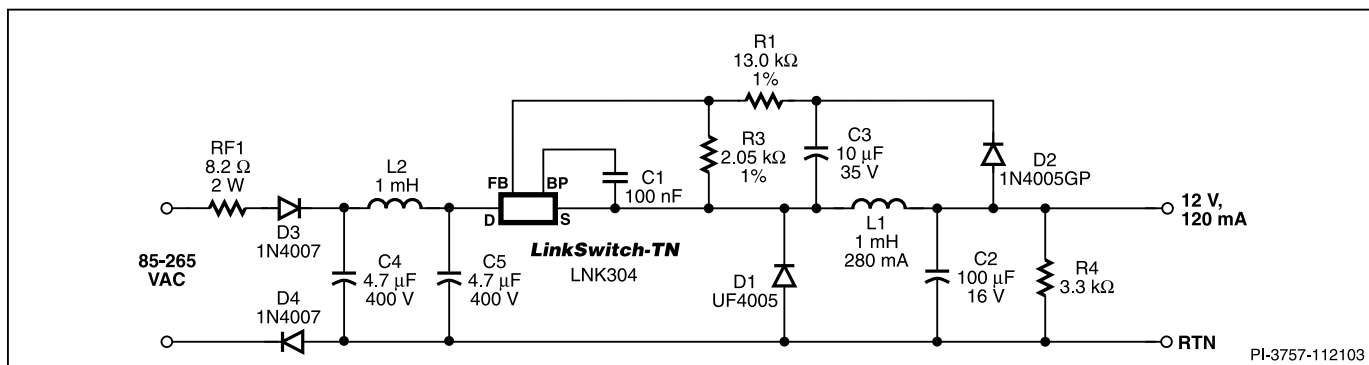 R1
13.0 kΩ
1%
RF1
8.2 Ω
2 W
L2
1 mH
FB
BP
D
S
C1
100 nF
R3
2.05 kΩ
1%
C3
10 μF
35 V
D2
1N4005GP
D3
1N4007
85-265
VAC
C4
4.7 μF
400 V
C5
4.7 μF
400 V
LinkSwitch-TN
LNK304
D1
UF4005
L1
1 mH
280 mA
C2
100 μF
16 V
R4
3.3 kΩ
12 V,
120 mA
D4
1N4007
RTN
PI-3757-112103